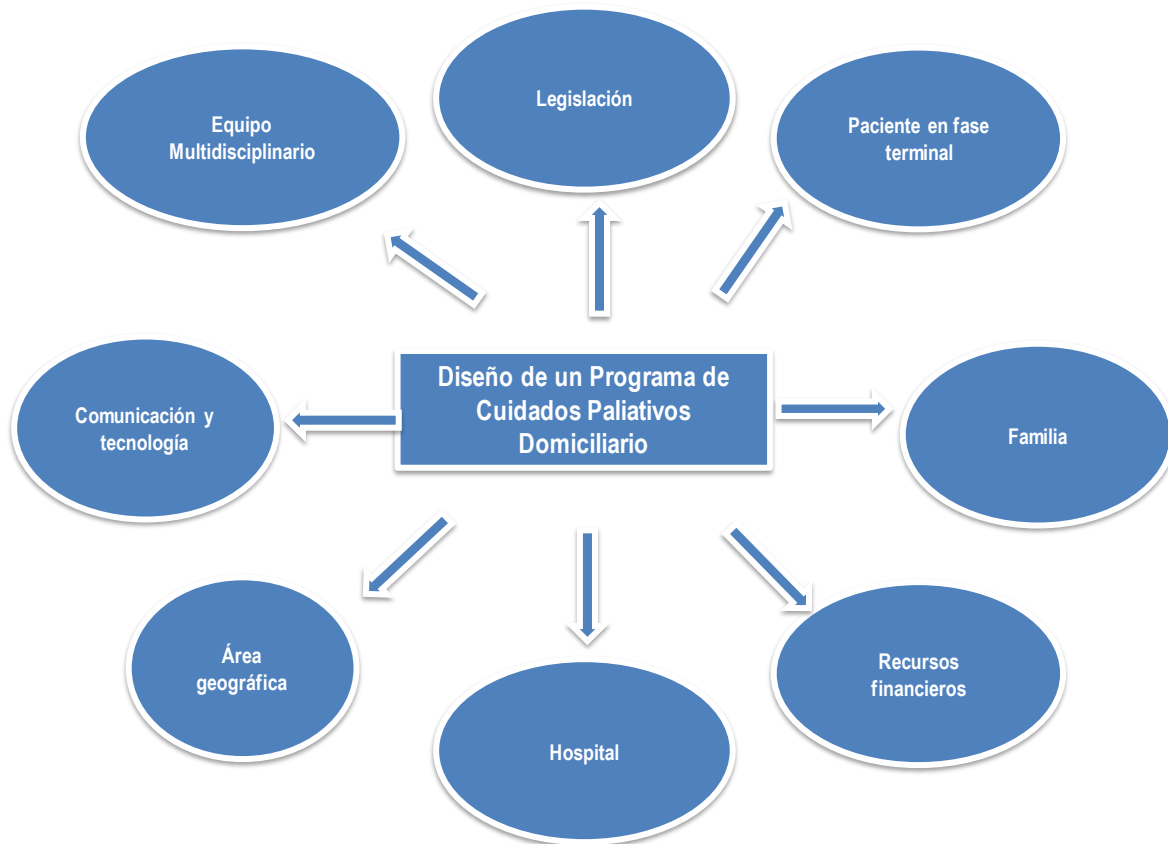 Legislación
Equipo
Multidisciplinario
Paciente en fase
terminal
Diseño de un Programa de
Cuidados Paliativos
Domiciliario
Comunicación y
tecnología
Familia
Área
geográfica
Recursos
financieros
Hospital